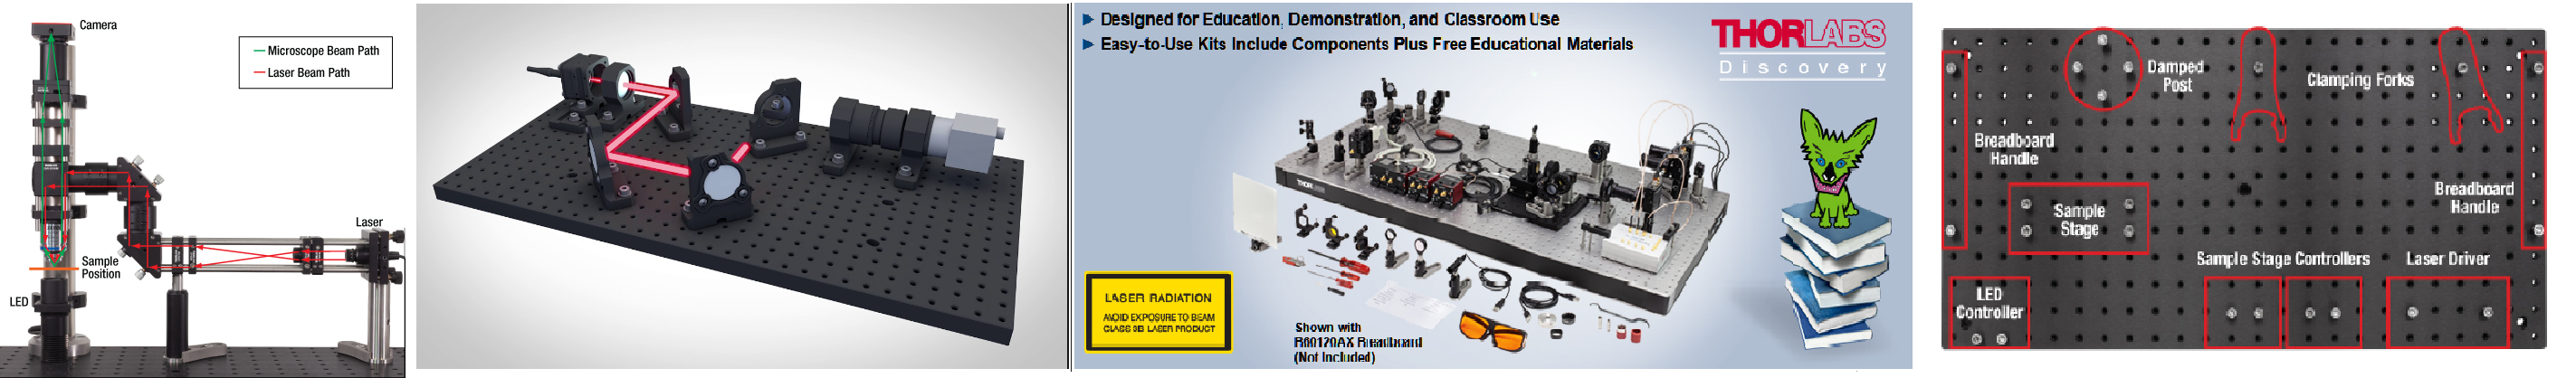 Camera
Microscope Beam Path
Laser Beam Path
Laser
Sample
Position
LED
Designed for Education, Demonstration, and Classroom Use
Easy-to-Use Kits Include Components Plus Free Educational Materials
THORLABS
Discovery
THORLABS
LASER RADIATION
AVOID EXPOSURE TO BEAM
CLASS 3B LASER PRODUCT
Shown with
B60120AX Breadboard
(Not Included)
Damped
Post
Clamping Forks
Breadboard
Handle
Breadboard
Handle
Sample
Stage
Sample Stage Controllers
Laser Driver
LED
Controller